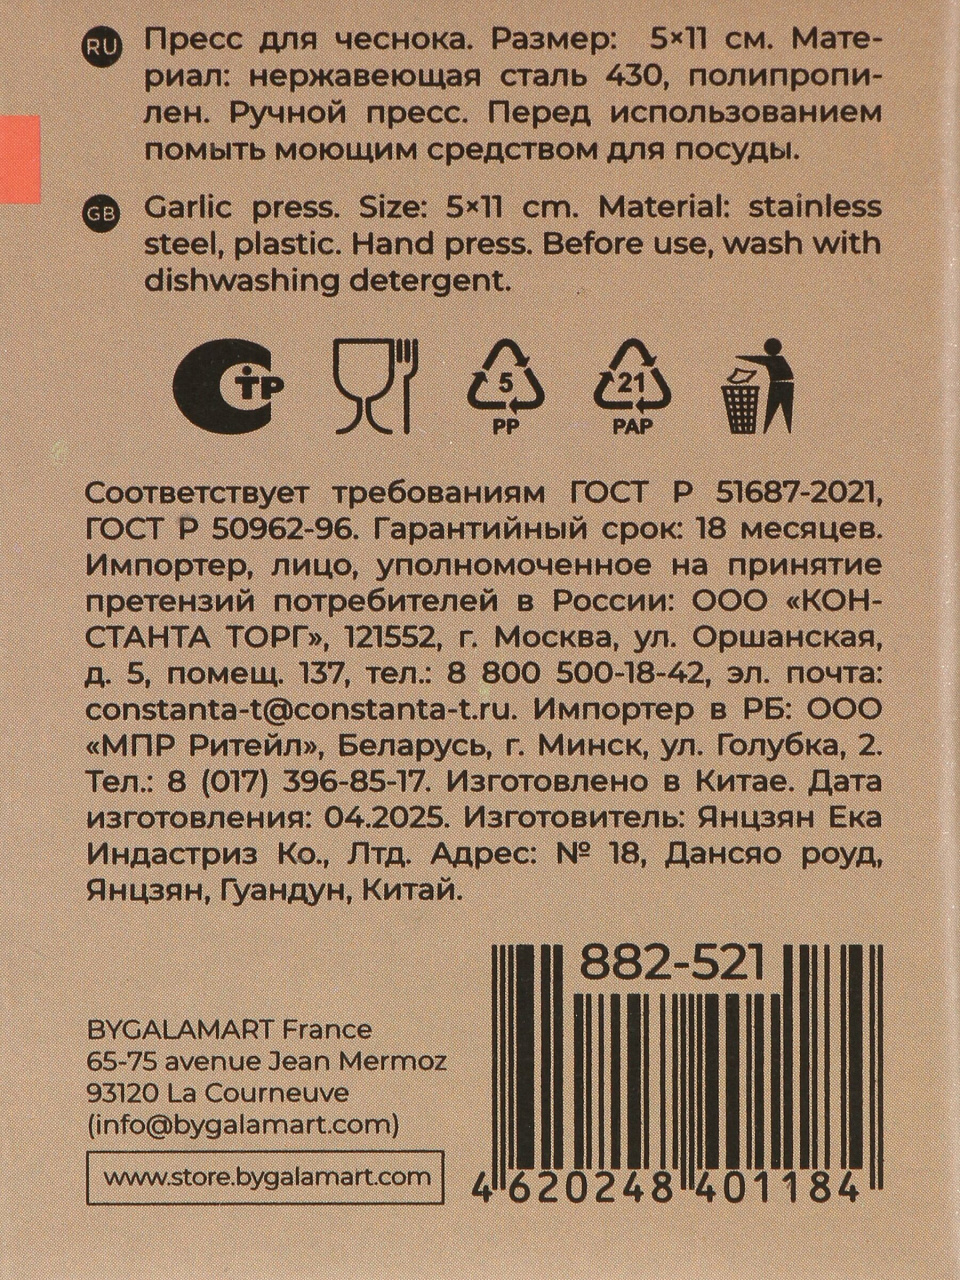 RU Пресс для чеснока. Размер: 5×11 см. Мате-
риал: нержавеющая сталь 430, полипропи-
лен. Ручной пресс. Перед использованием
помыть моющим средством для посуды.
GB Garlic press. Size: 5×11 cm. Material: stainless
steel, plastic. Hand press. Before use, wash with
dishwashing detergent.
СТР
5
PP
21
PAP
Соответствует требованиям ГОСТ Р 51687-2021,
ГОСТ Р 50962-96. Гарантийный срок: 18 месяцев.
Импортер, лицо, уполномоченное на принятие
претензий потребителей в России: ООО «КОН-
СТАНТА ТОРГ», 121552, г. Москва, ул. Оршанская,
д. 5, помещ. 137, тел.: 8 800 500-18-42, эл. почта:
constanta-t@constanta-t.ru. Импортер в РБ: ООО
«МПР Ритейл», Беларусь, г. Минск, ул. Голубка, 2.
Тел.: 8 (017) 396-85-17. Изготовлено в Китае. Дата
изготовления: 04.2025. Изготовитель: Янцзян Ека
Индастриз Ко., Лтд. Адрес: № 18, Дансяо роуд,
Янцзян, Гуандун, Китай.
882-521
BYGALAMART France
65-75 avenue Jean Mermoz
93120 La Courneuve
(info@bygalamart.com)
www.store.bygalamart.com
4 620248 401184